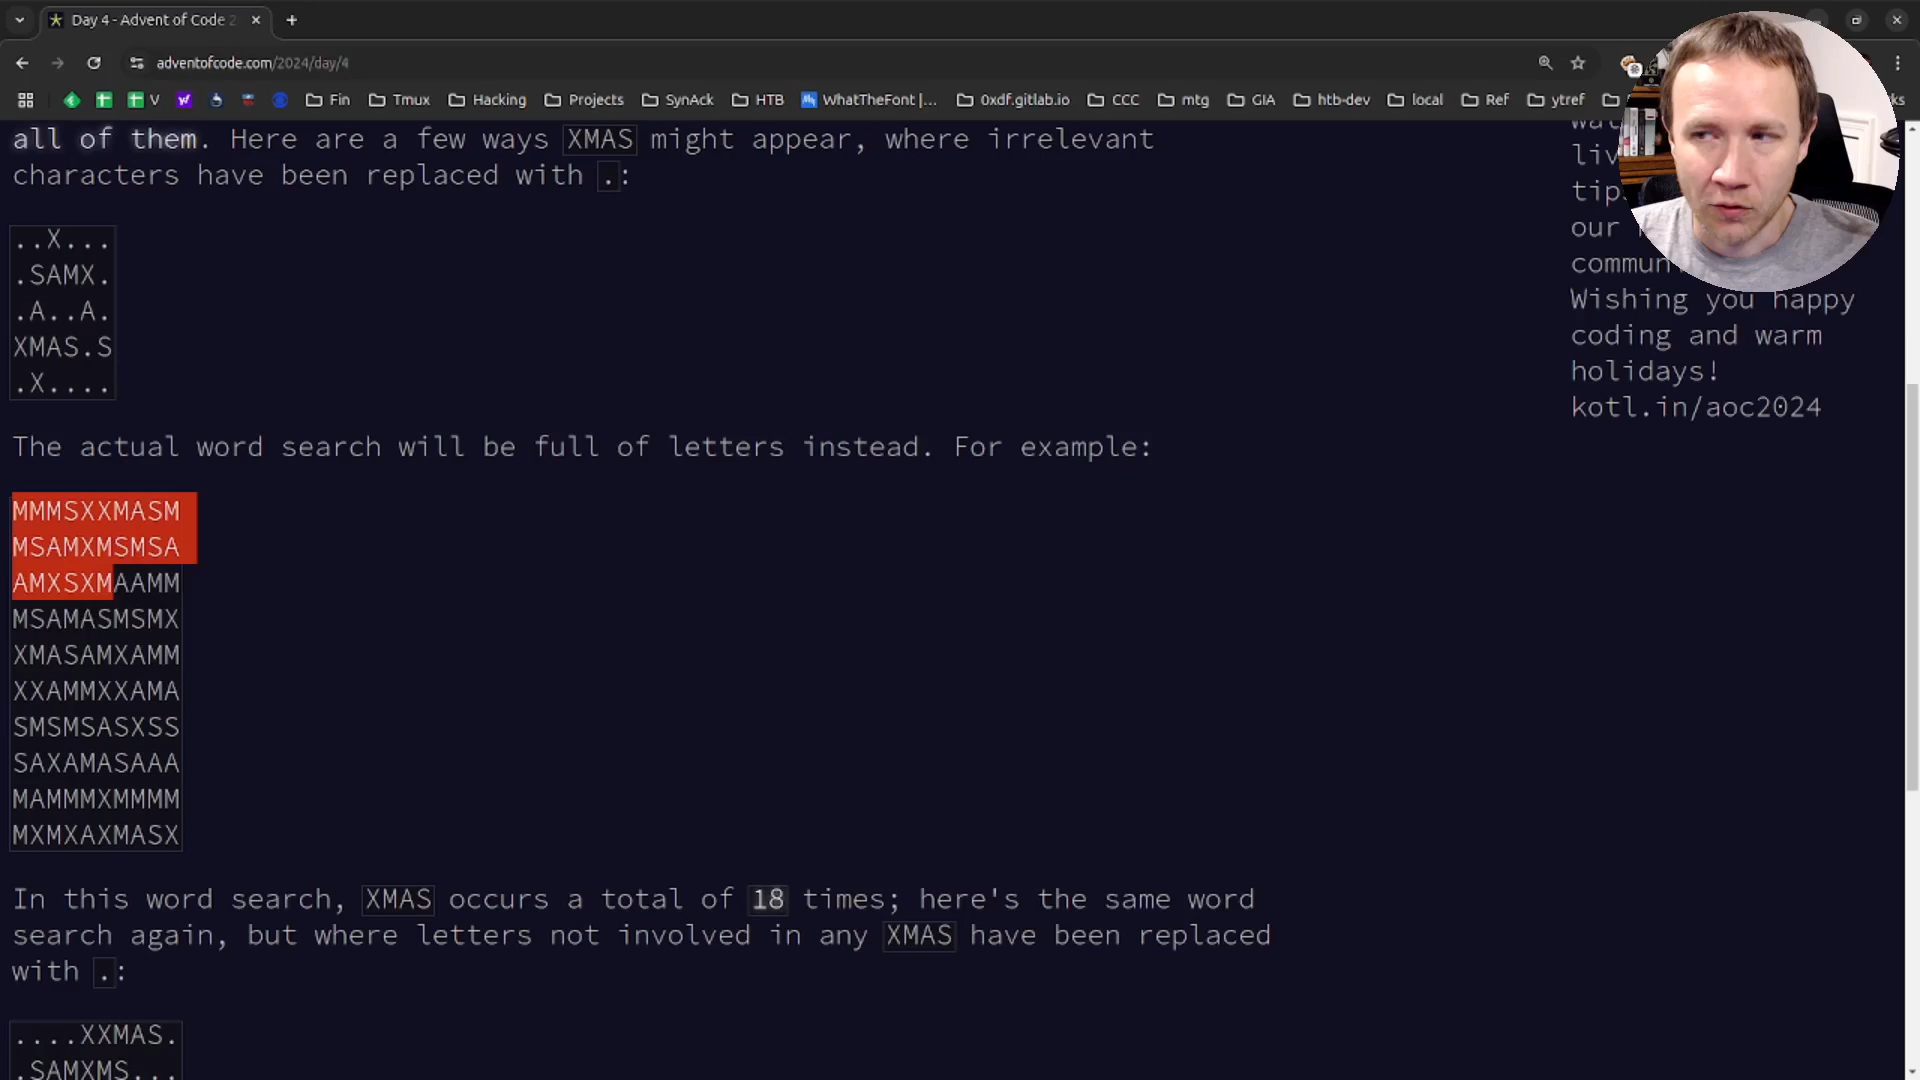 Day 4 - Advent of Code 2
adventofcode.com/2024/day/4
V
Fin
Tmux
Hacking
Projects
SynAck
HTB
WhatTheFont |...
0xdf.gitlab.io
CCC
mtg
GIA
htb-dev
local
Ref
ytref
all of them. Here are a few ways XMAS might appear, where irrelevant
characters have been replaced with .:
..X...
.SAMX.
.A..A.
XMAS.S
.X....
The actual word search will be full of letters instead. For example:
MMMSXXMASM
MSAMXMSMSA
AMXSXMAAMM
MSAMASMSMX
XMASAMXAMM
XXAMMXXAMA
SMSMSASXSS
SAXAMASAAA
MAMMMXMMMM
MXMXAXMASX
In this word search, XMAS occurs a total of 18 times; here's the same word
search again, but where letters not involved in any XMAS have been replaced
with .:
....XXMAS.
.SAMXMS...
our
Wishing you happy
coding and warm
holidays!
kotl.in/aoc2024